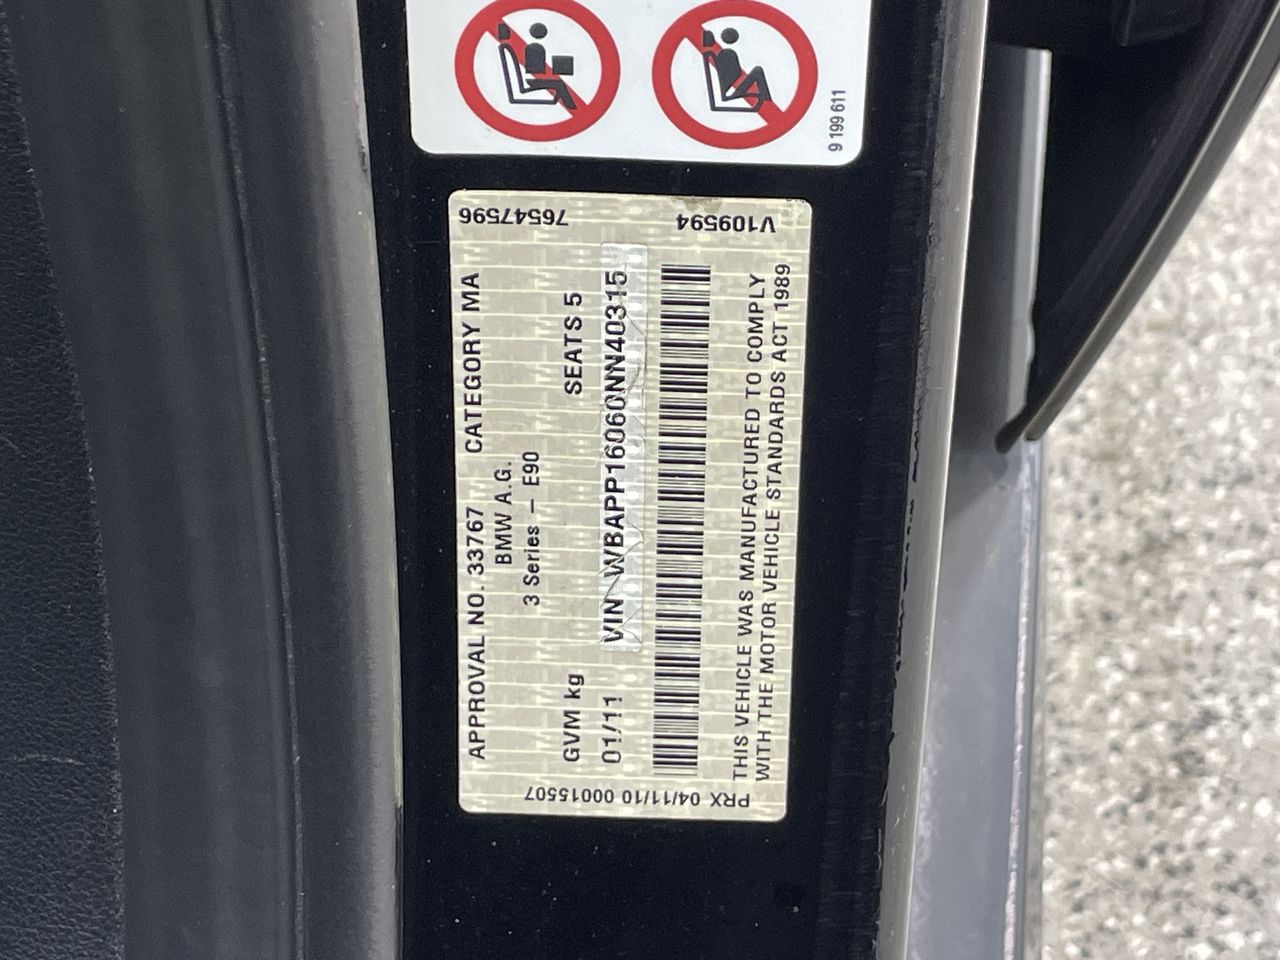 9 199 611
76547596
V109594
APPROVAL NO. 33767 CATEGORY MA
BMW A.G.
3 Series – E90
GVM kg SEATS 5
01/11 VIN WBAPP16060NN40315
THIS VEHICLE WAS MANUFACTURED TO COMPLY
WITH THE MOTOR VEHICLE STANDARDS ACT 1989
PRX 04/11/10 00015507